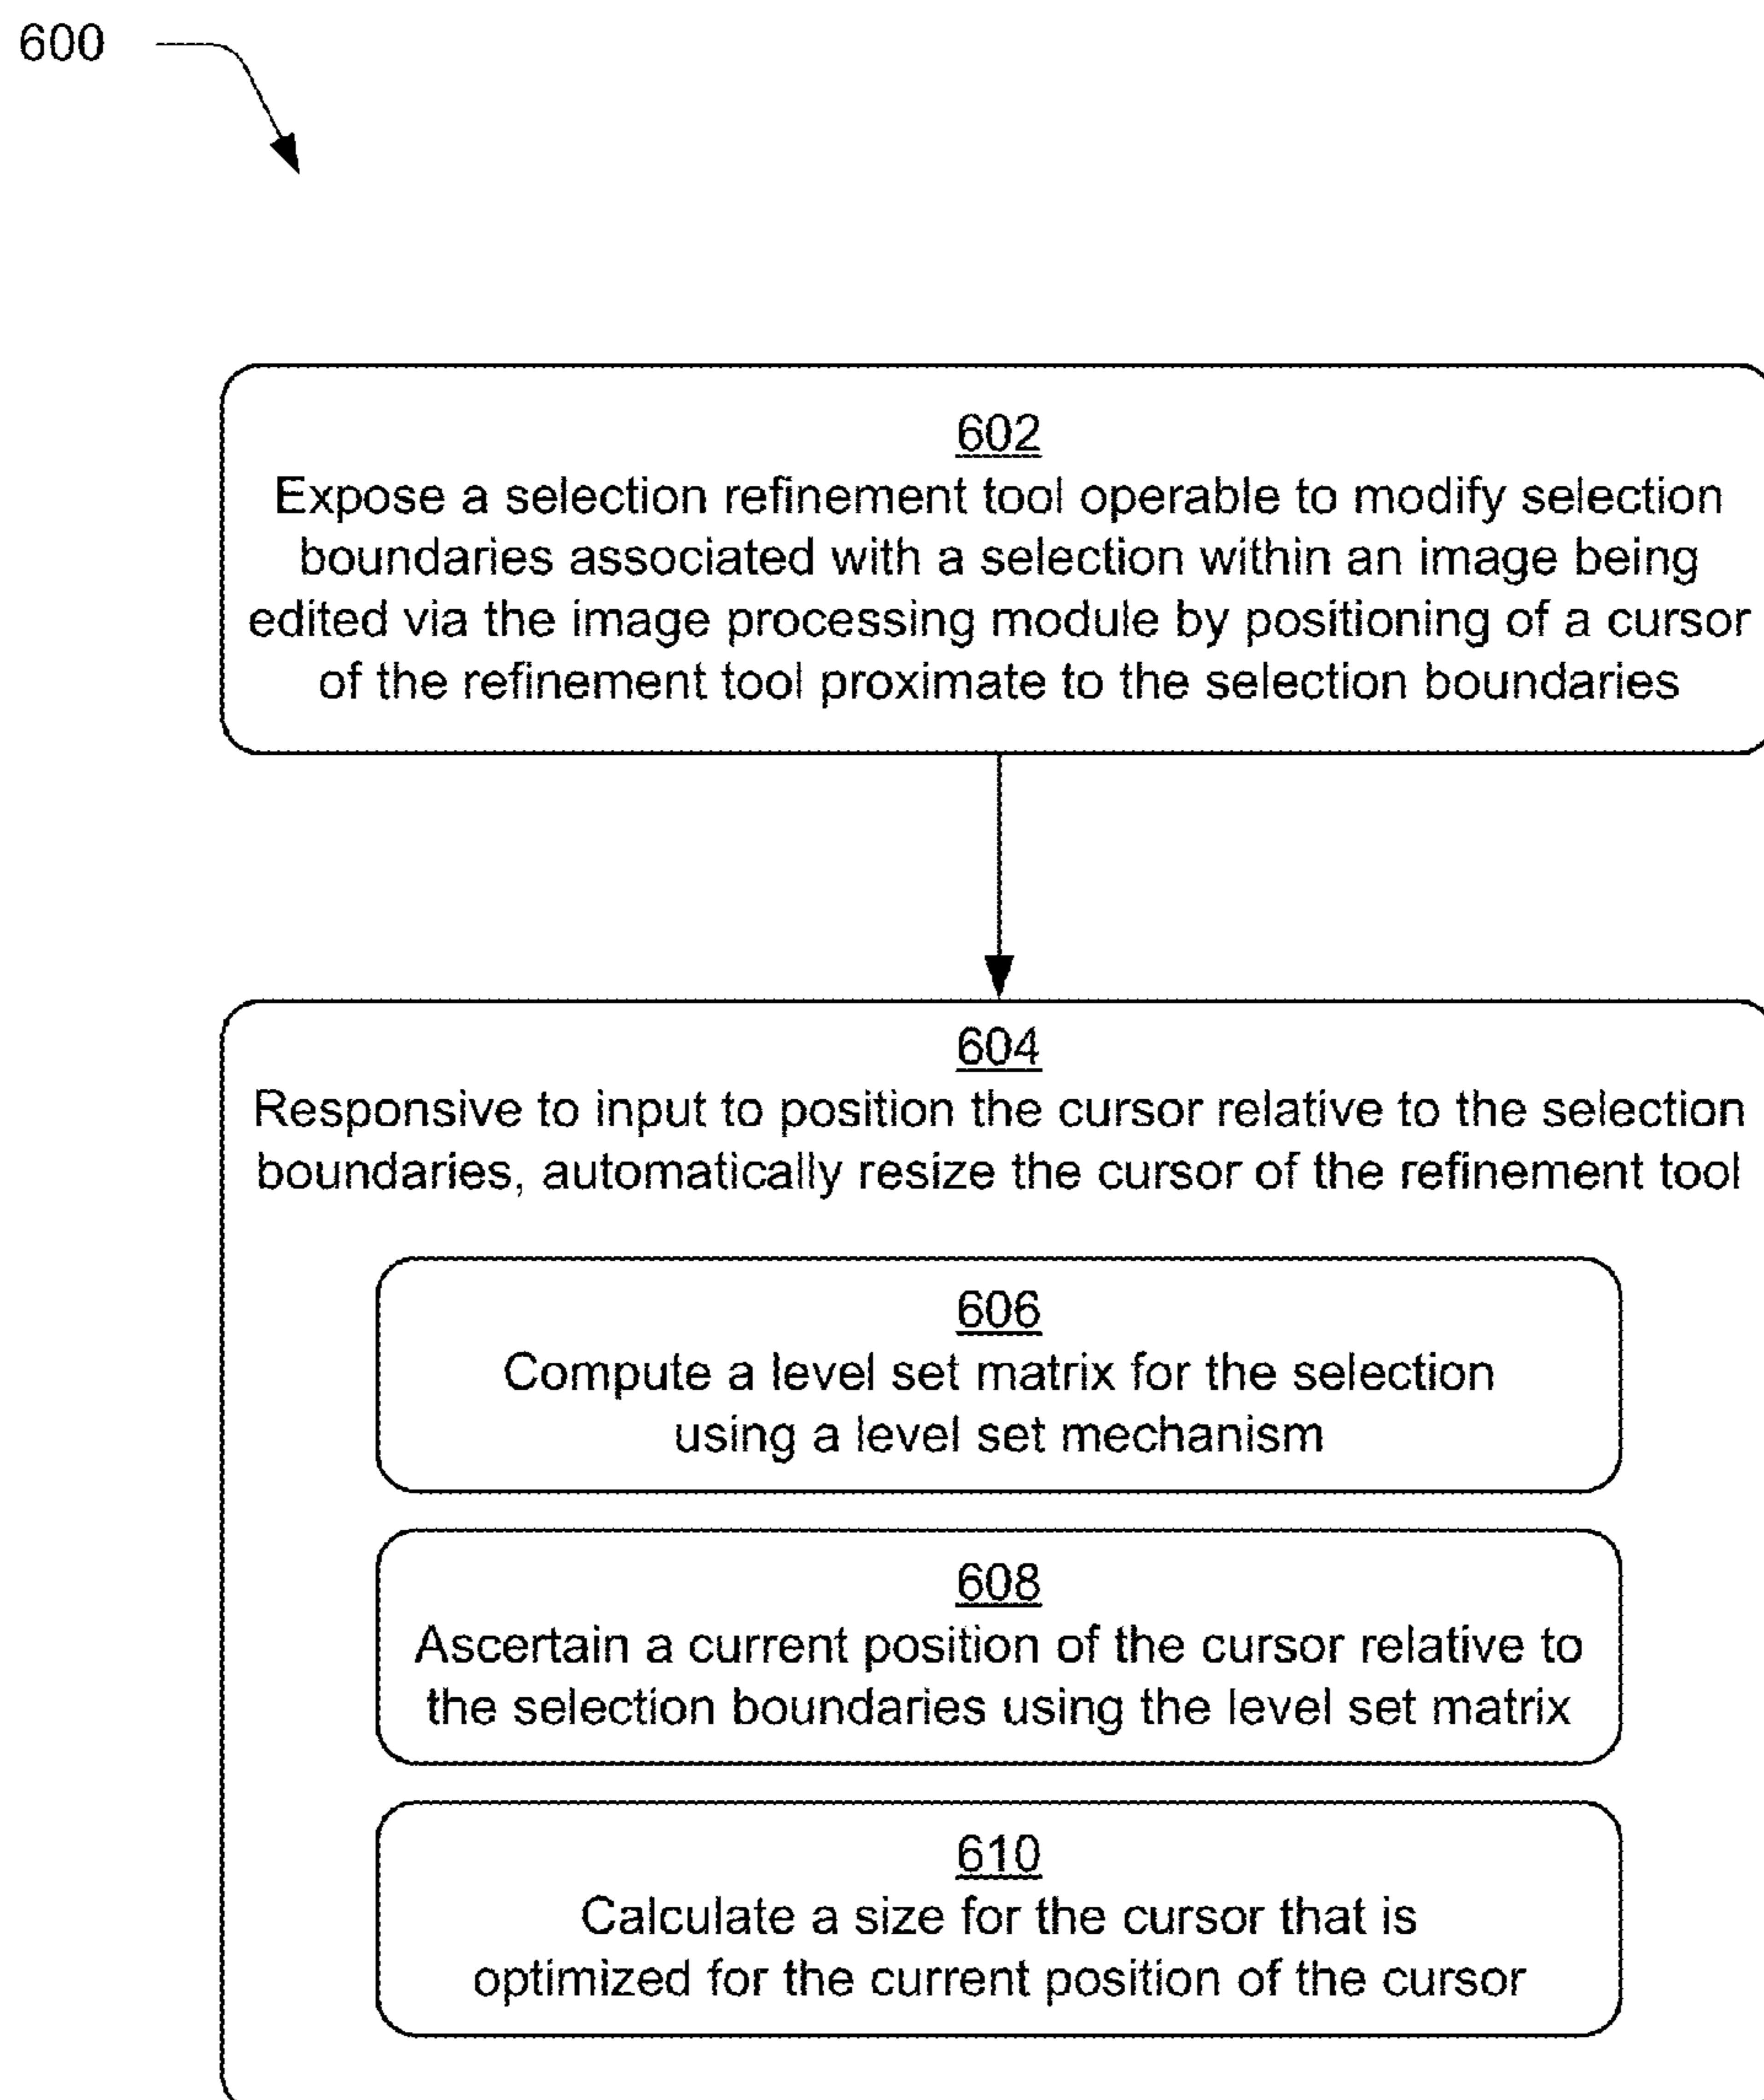 600
602
Expose a selection refinement tool operable to modify selection
boundaries associated with a selection within an image being
edited via the image processing module by positioning of a cursor
of the refinement tool proximate to the selection boundaries
604
Responsive to input to position the cursor relative to the selection
boundaries, automatically resize the cursor of the refinement tool
606
Compute a level set matrix for the selection
using a level set mechanism
608
Ascertain a current position of the cursor relative to
the selection boundaries using the level set matrix
610
Calculate a size for the cursor that is
optimized for the current position of the cursor